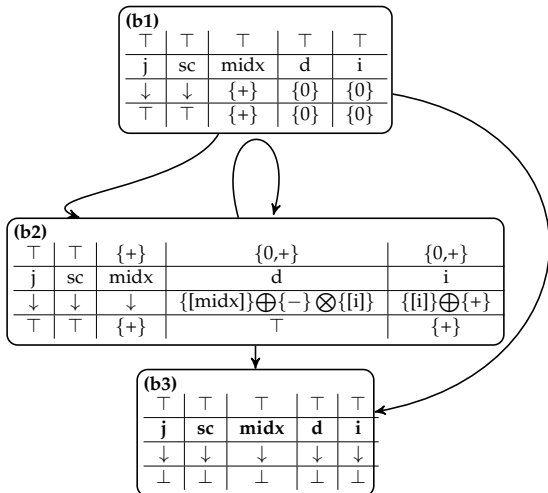 (b1)
⊤ ⊤ ⊤ ⊤ ⊤
j sc midx d i
↓ ↓ {+} {0} {0}
⊤ ⊤ {+} {0} {0}
(b2)
⊤ ⊤ {+} {0,+} {0,+}
j sc midx d i
↓ ↓ ↓ {[midx]}⊕{−}⊗{[i]} {[i]}⊕{+}
⊤ ⊤ {+} ⊤ {+}
(b3)
⊤ ⊤ ⊤ ⊤ ⊤
j sc midx d i
↓ ↓ ↓ ↓ ↓
⊥ ⊥ ⊥ ⊥ ⊥